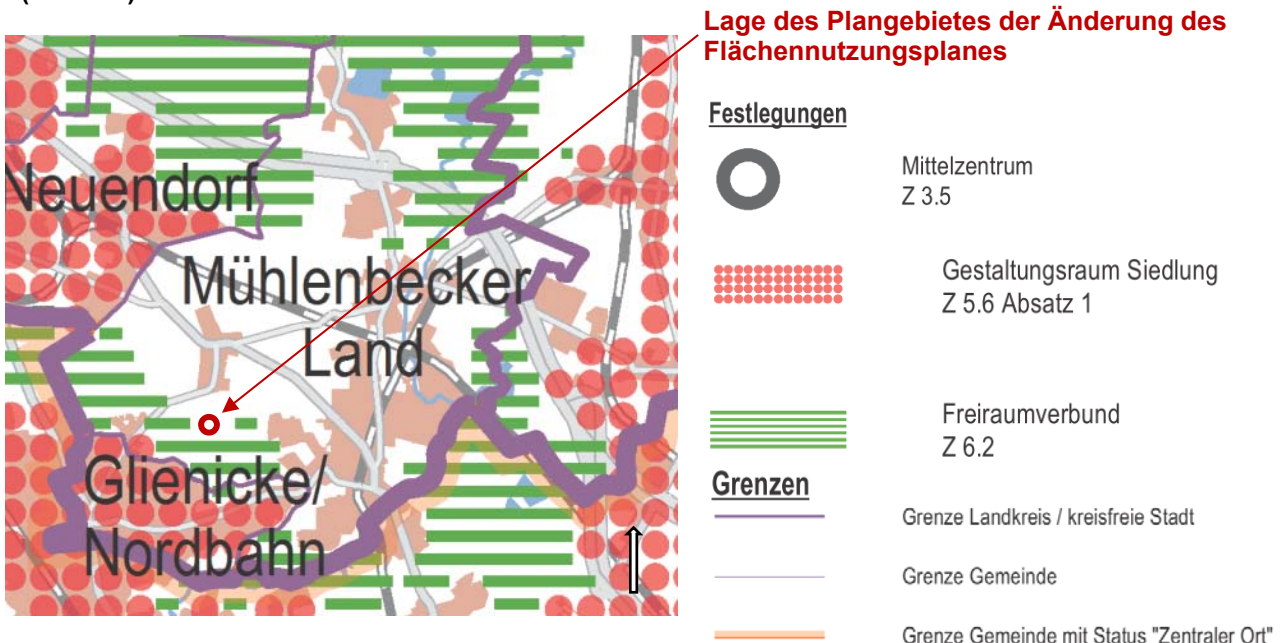 Lage des Plangebietes der Änderung des
Flächennutzungsplanes
Neuendorf
Mühlenbecker
Land
Glienicke/
Nordbahn
Festlegungen
Mittelzentrum
Z 3.5
Gestaltungsraum Siedlung
Z 5.6 Absatz 1
Freiraumverbund
Z 6.2
Grenzen
Grenze Landkreis / kreisfreie Stadt
Grenze Gemeinde
Grenze Gemeinde mit Status "Zentraler Ort"